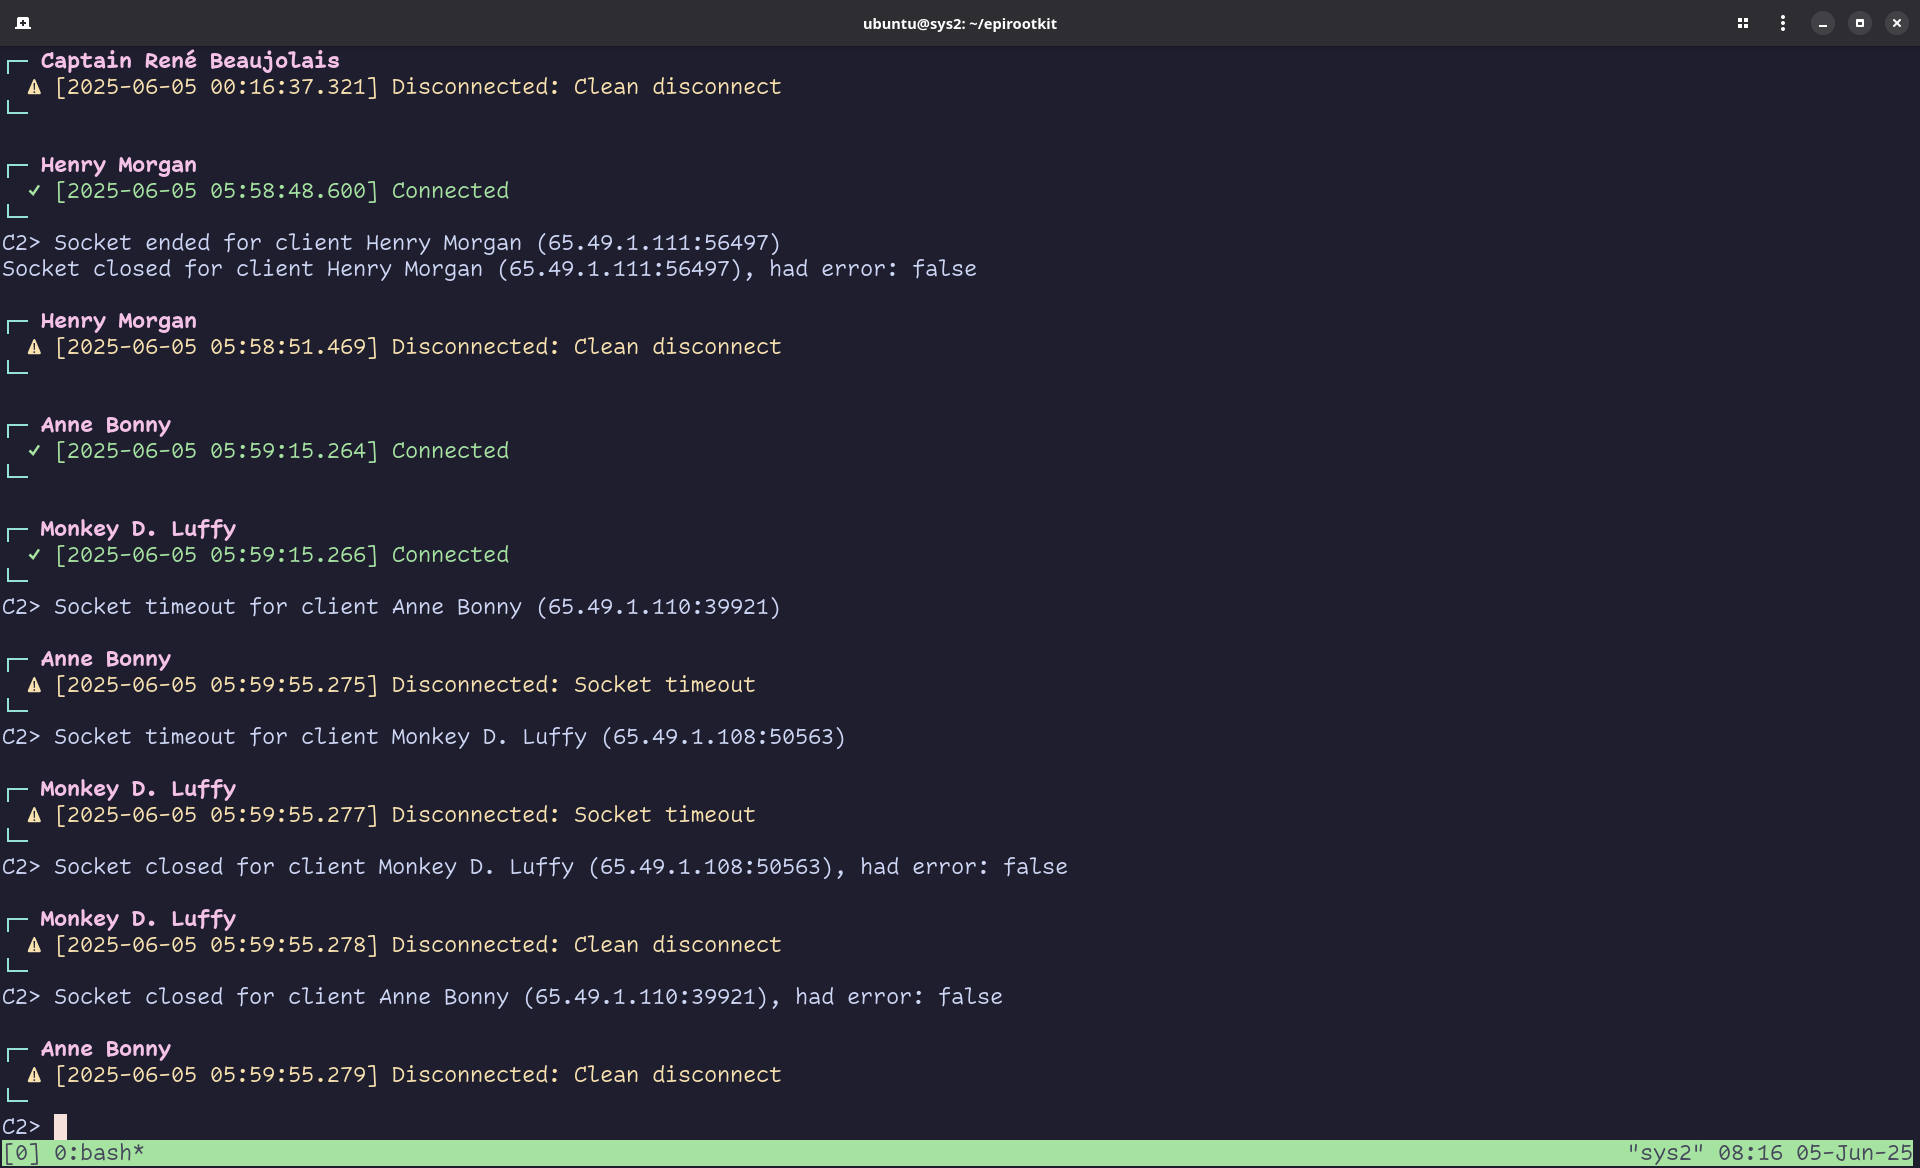 ubuntu@sys2: ~/epirootkit
Captain René Beaujolais
⚠ [2025-06-05 00:16:37.321] Disconnected: Clean disconnect
Henry Morgan
✓ [2025-06-05 05:58:48.600] Connected
C2> Socket ended for client Henry Morgan (65.49.1.111:56497)
Socket closed for client Henry Morgan (65.49.1.111:56497), had error: false
Henry Morgan
⚠ [2025-06-05 05:58:51.469] Disconnected: Clean disconnect
Anne Bonny
✓ [2025-06-05 05:59:15.264] Connected
Monkey D. Luffy
✓ [2025-06-05 05:59:15.266] Connected
C2> Socket timeout for client Anne Bonny (65.49.1.110:39921)
Anne Bonny
⚠ [2025-06-05 05:59:55.275] Disconnected: Socket timeout
C2> Socket timeout for client Monkey D. Luffy (65.49.1.108:50563)
Monkey D. Luffy
⚠ [2025-06-05 05:59:55.277] Disconnected: Socket timeout
C2> Socket closed for client Monkey D. Luffy (65.49.1.108:50563), had error: false
Monkey D. Luffy
⚠ [2025-06-05 05:59:55.278] Disconnected: Clean disconnect
C2> Socket closed for client Anne Bonny (65.49.1.110:39921), had error: false
Anne Bonny
⚠ [2025-06-05 05:59:55.279] Disconnected: Clean disconnect
C2>
[0] 0:bash* "sys2" 08:16 05-Jun-25